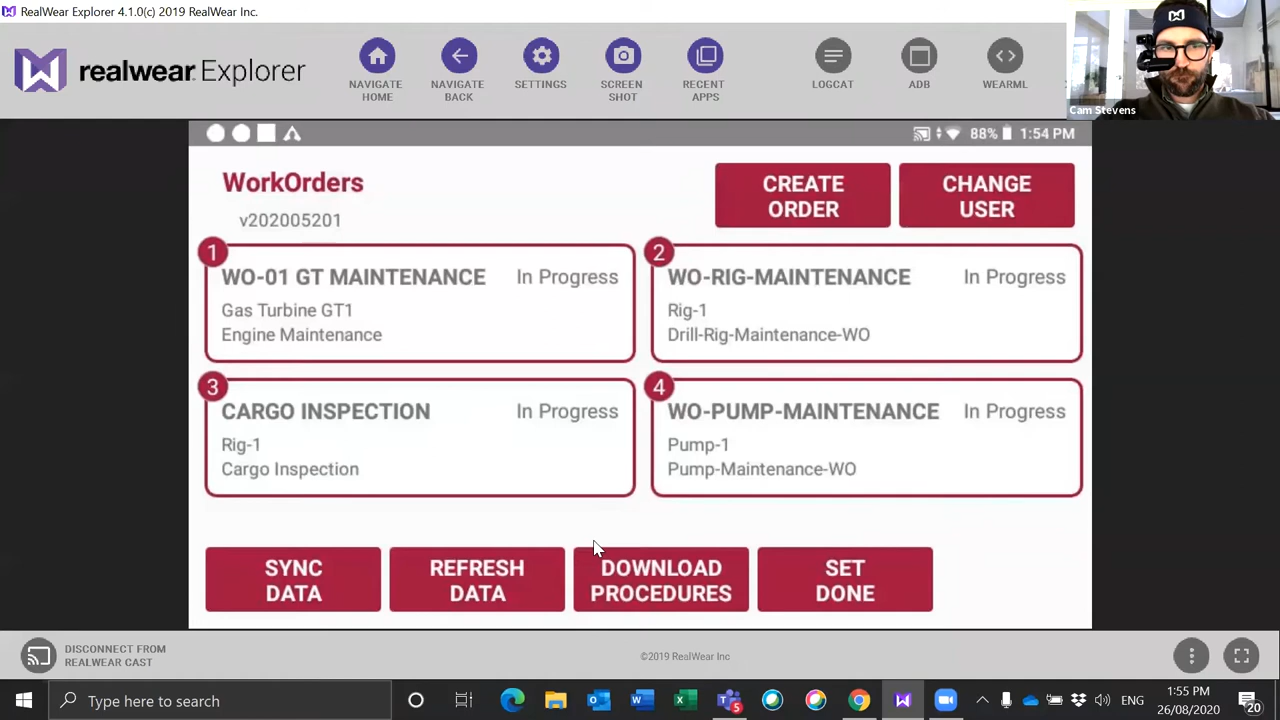 RealWear Explorer 4.1.0(c) 2019 RealWear Inc.
realwear Explorer
NAVIGATE
HOME
NAVIGATE
BACK
SETTINGS
SCREEN
SHOT
RECENT
APPS
LOGCAT
ADB
WEARML
Cam Stevens
88%
1:54 PM
WorkOrders
v202005201
CREATE
ORDER
CHANGE
USER
1
WO-01 GT MAINTENANCE In Progress
Gas Turbine GT1
Engine Maintenance
2
WO-RIG-MAINTENANCE In Progress
Rig-1
Drill-Rig-Maintenance-WO
3
CARGO INSPECTION In Progress
Rig-1
Cargo Inspection
4
WO-PUMP-MAINTENANCE In Progress
Pump-1
Pump-Maintenance-WO
SYNC
DATA
REFRESH
DATA
DOWNLOAD
PROCEDURES
SET
DONE
DISCONNECT FROM
REALWEAR CAST
©2019 RealWear Inc
Type here to search
5
ENG
1:55 PM
26/08/2020
20